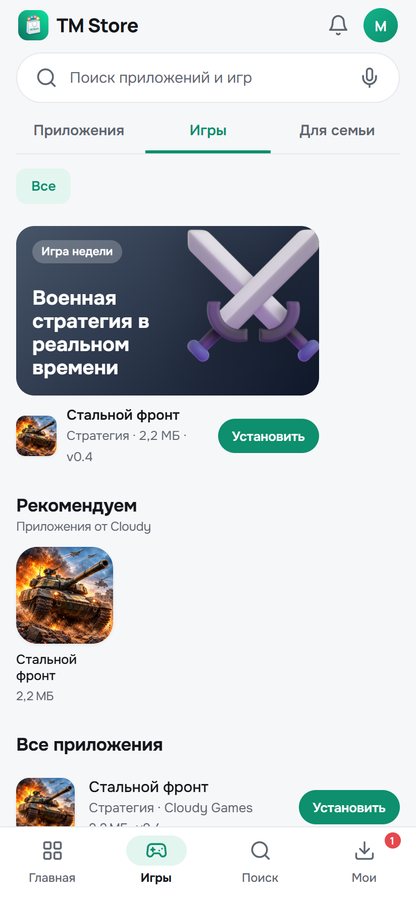 TM Store
M
Поиск приложений и игр
Приложения
Игры
Для семьи
Все
Игра недели
Военная
стратегия в
реальном
времени
Стальной фронт
Стратегия · 2,2 МБ ·
v0.4
Установить
Рекомендуем
Приложения от Cloudy
Стальной
фронт
2,2 МБ
Все приложения
Стальной фронт
Стратегия · Cloudy Games
Установить
1
Главная
Игры
Поиск
Мои